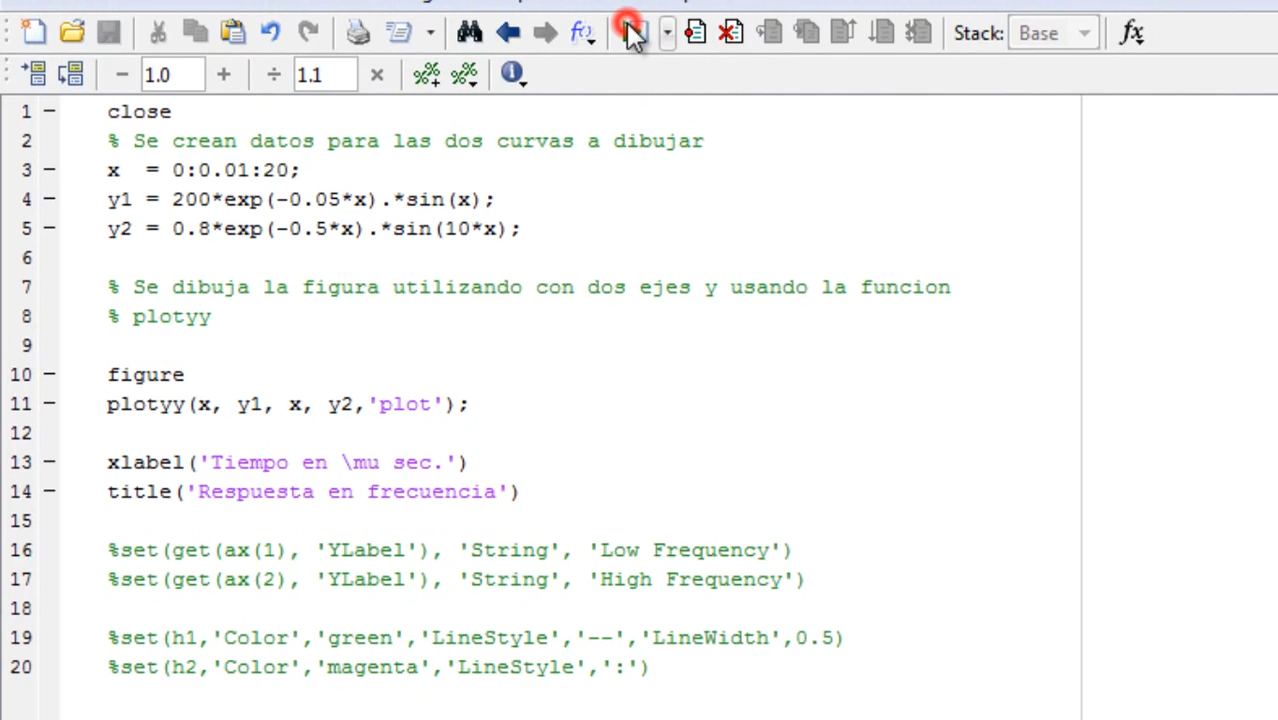 Stack: Base fx
1.0 1.1
1 close
2 % Se crean datos para las dos curvas a dibujar
3 x  = 0:0.01:20;
4 y1 = 200*exp(-0.05*x).*sin(x);
5 y2 = 0.8*exp(-0.5*x).*sin(10*x);
6
7 % Se dibuja la figura utilizando con dos ejes y usando la funcion
8 % plotyy
9
10 figure
11 plotyy(x, y1, x, y2,'plot');
12
13 xlabel('Tiempo en \mu sec.')
14 title('Respuesta en frecuencia')
15
16 %set(get(ax(1), 'YLabel'), 'String', 'Low Frequency')
17 %set(get(ax(2), 'YLabel'), 'String', 'High Frequency')
18
19 %set(h1,'Color','green','LineStyle','--','LineWidth',0.5)
20 %set(h2,'Color','magenta','LineStyle',':')